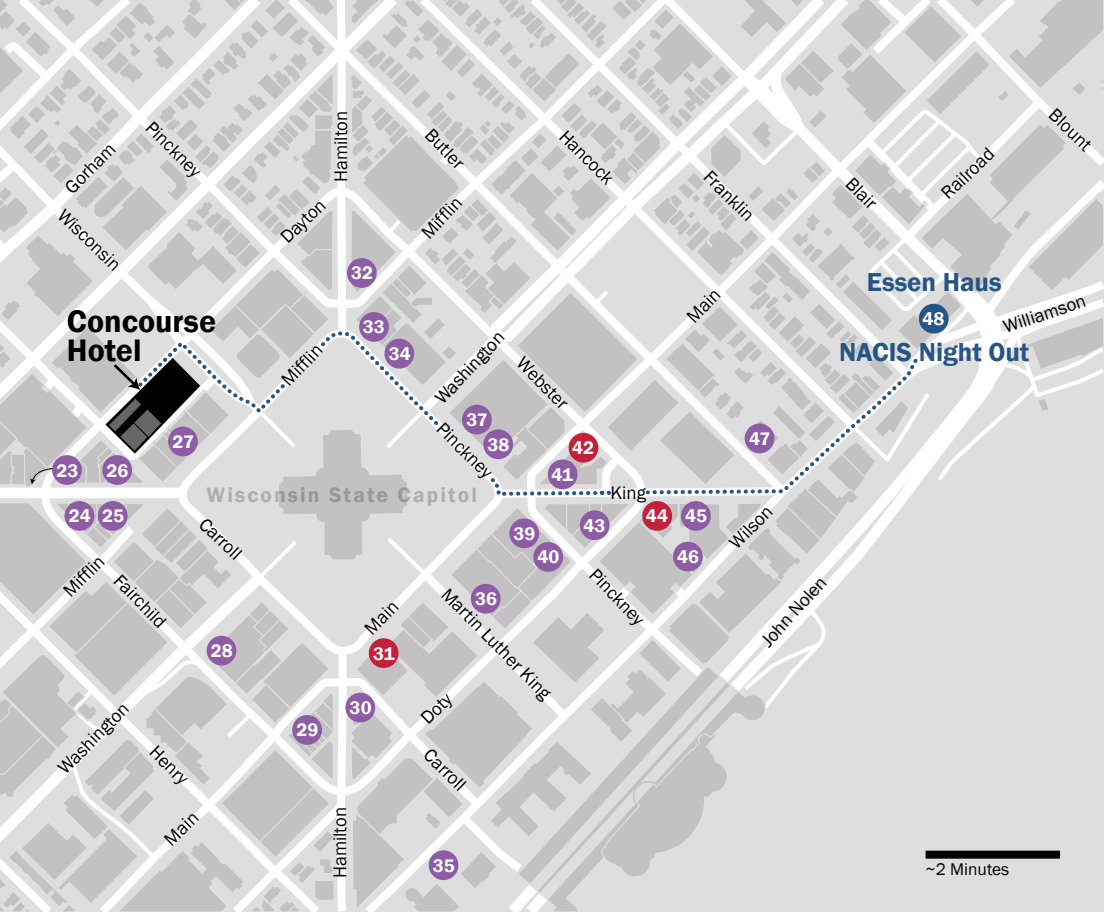 Hamilton
Pinckney
Butler
Hancock
Blount
Gorham
Railroad
Franklin
Blair
Dayton
Mifflin
Wisconsin
32
Essen Haus
48
Main
Williamson
Concourse
Hotel
33
NACIS Night Out
34
Mifflin
Washington
Webster
37
38
Pinckney
42
47
27
41
23
26
Wisconsin State Capitol
King
24
25
44
45
43
39
Wilson
Carroll
40
46
Mifflin
Fairchild
36
Pinckney
Main
Martin Luther King
John Nolen
28
31
30
Doty
29
Washington
Henry
Carroll
Main
Hamilton
35
~2 Minutes